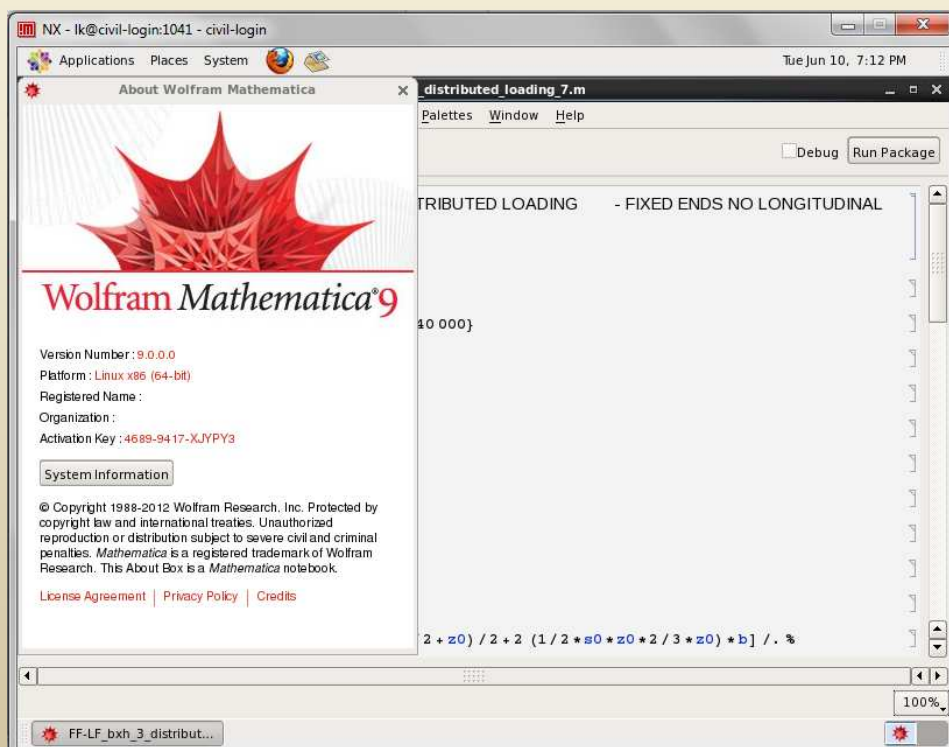 NX - lk@civil-login:1041 - civil-login
Applications Places System
Tue Jun 10, 7:12 PM
About Wolfram Mathematica
_distributed_loading_7.m
Palettes Window Help
Debug
Run Package
TRIBUTED LOADING - FIXED ENDS NO LONGITUDINAL
Wolfram Mathematica®9
40 000}
Version Number : 9.0.0.0
Platform : Linux x86 (64-bit)
Registered Name :
Organization :
Activation Key : 4689-9417-XJYPY3
System Information
© Copyright 1988-2012 Wolfram Research, Inc. Protected by
copyright law and international treaties. Unauthorized
reproduction or distribution subject to severe civil and criminal
penalties. Mathematica is a registered trademark of Wolfram
Research. This About Box is a Mathematica notebook.
License Agreement | Privacy Policy | Credits
2 + z0) / 2 + 2 (1/2 * s0 * z0 * 2 / 3 * z0) * b] /. %
100%
FF-LF_bxh_3_distribut...